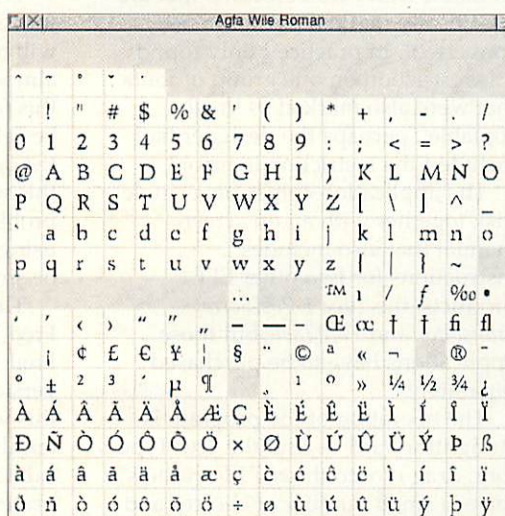 Agfa Wile Roman
ˆ ˜ ˚ ˘ ˙
! " # $ % & ' ( ) * + , - . /
0 1 2 3 4 5 6 7 8 9 : ; < = > ?
@ A B C D E F G H I J K L M N O
P Q R S T U V W X Y Z [ \ ] ^ _
` a b c d e f g h i j k l m n o
p q r s t u v w x y z { | } ~
… ™ ı / ƒ ‰ •
‘ ’ ‹ › “ ” „ – — - Œ œ † † fi fl
¡ ¢ £ € ¥ ¦ § ¨ © ª « ¬ ® ¯
° ± ² ³ ´ µ ¶ ¸ ¹ º » ¼ ½ ¾ ¿
À Á Â Ã Ä Å Æ Ç È É Ê Ë Ì Í Î Ï
Ð Ñ Ò Ó Ô Õ Ö × Ø Ù Ú Û Ü Ý Þ ß
à á â ã ä å æ ç è é ê ë ì í î ï
ð ñ ò ó ô õ ö ÷ ø ù ú û ü ý þ ÿ